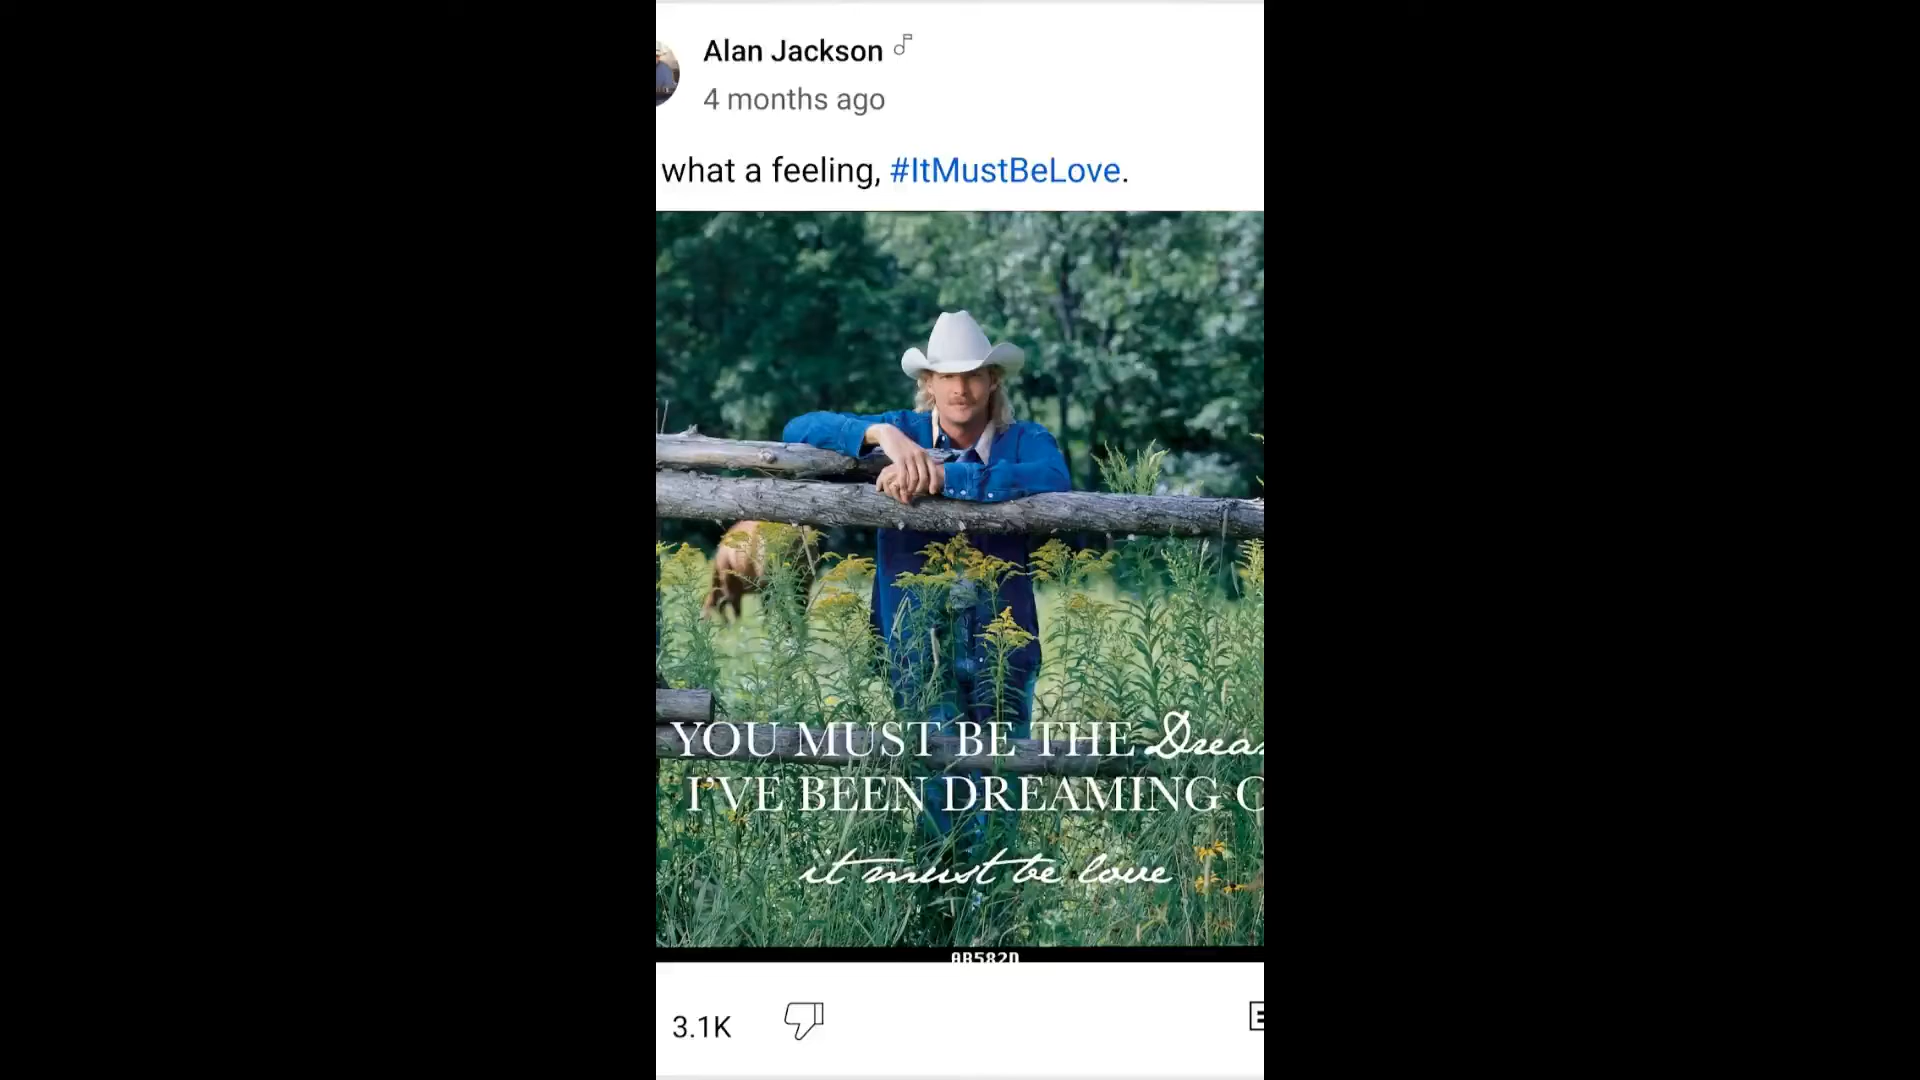 Alan Jackson
4 months ago
what a feeling, #ItMustBeLove.
YOU MUST BE THE
I'VE BEEN DREAMING
it must be love
3.1K